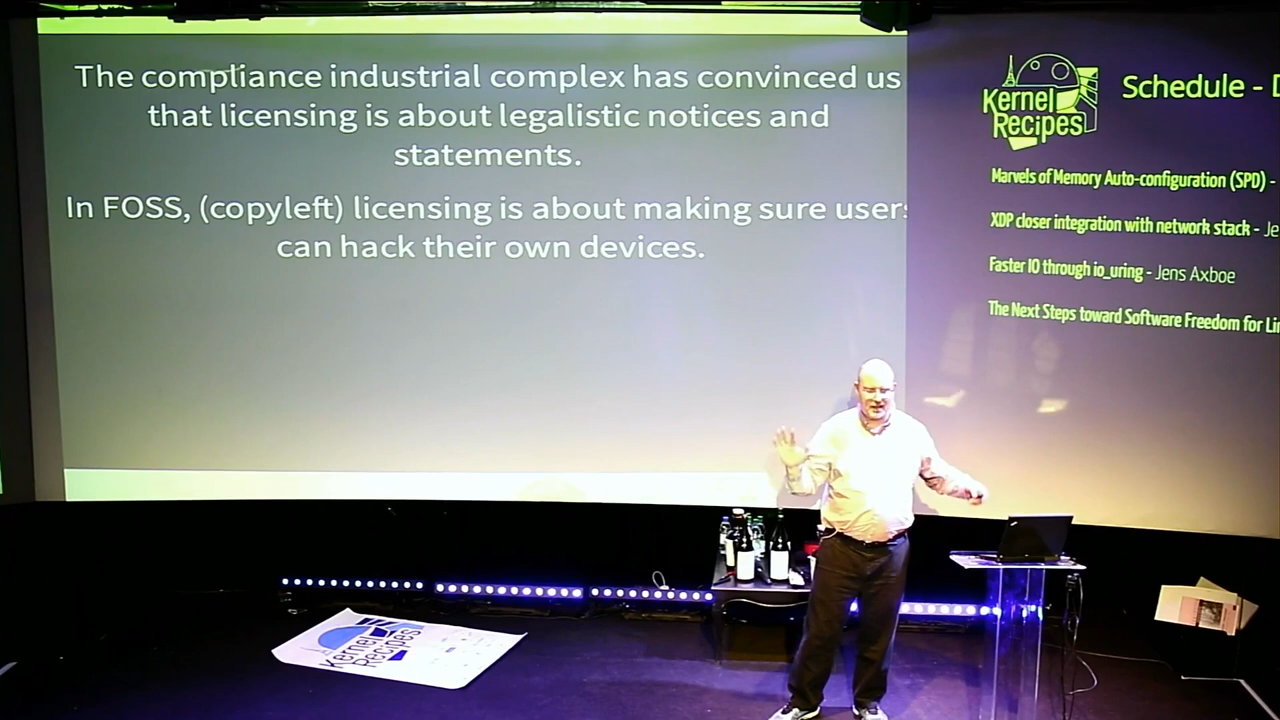 The compliance industrial complex has convinced us
that licensing is about legalistic notices and
statements.
In FOSS, (copyleft) licensing is about making sure users
can hack their own devices.
Kernel
Recipes
Schedule -
Marvels of Memory Auto-configuration (SPD) -
XDP closer integration with network stack - Je
Faster IO through io_uring - Jens Axboe
The Next Steps toward Software Freedom for Li
Kernel
Recipes